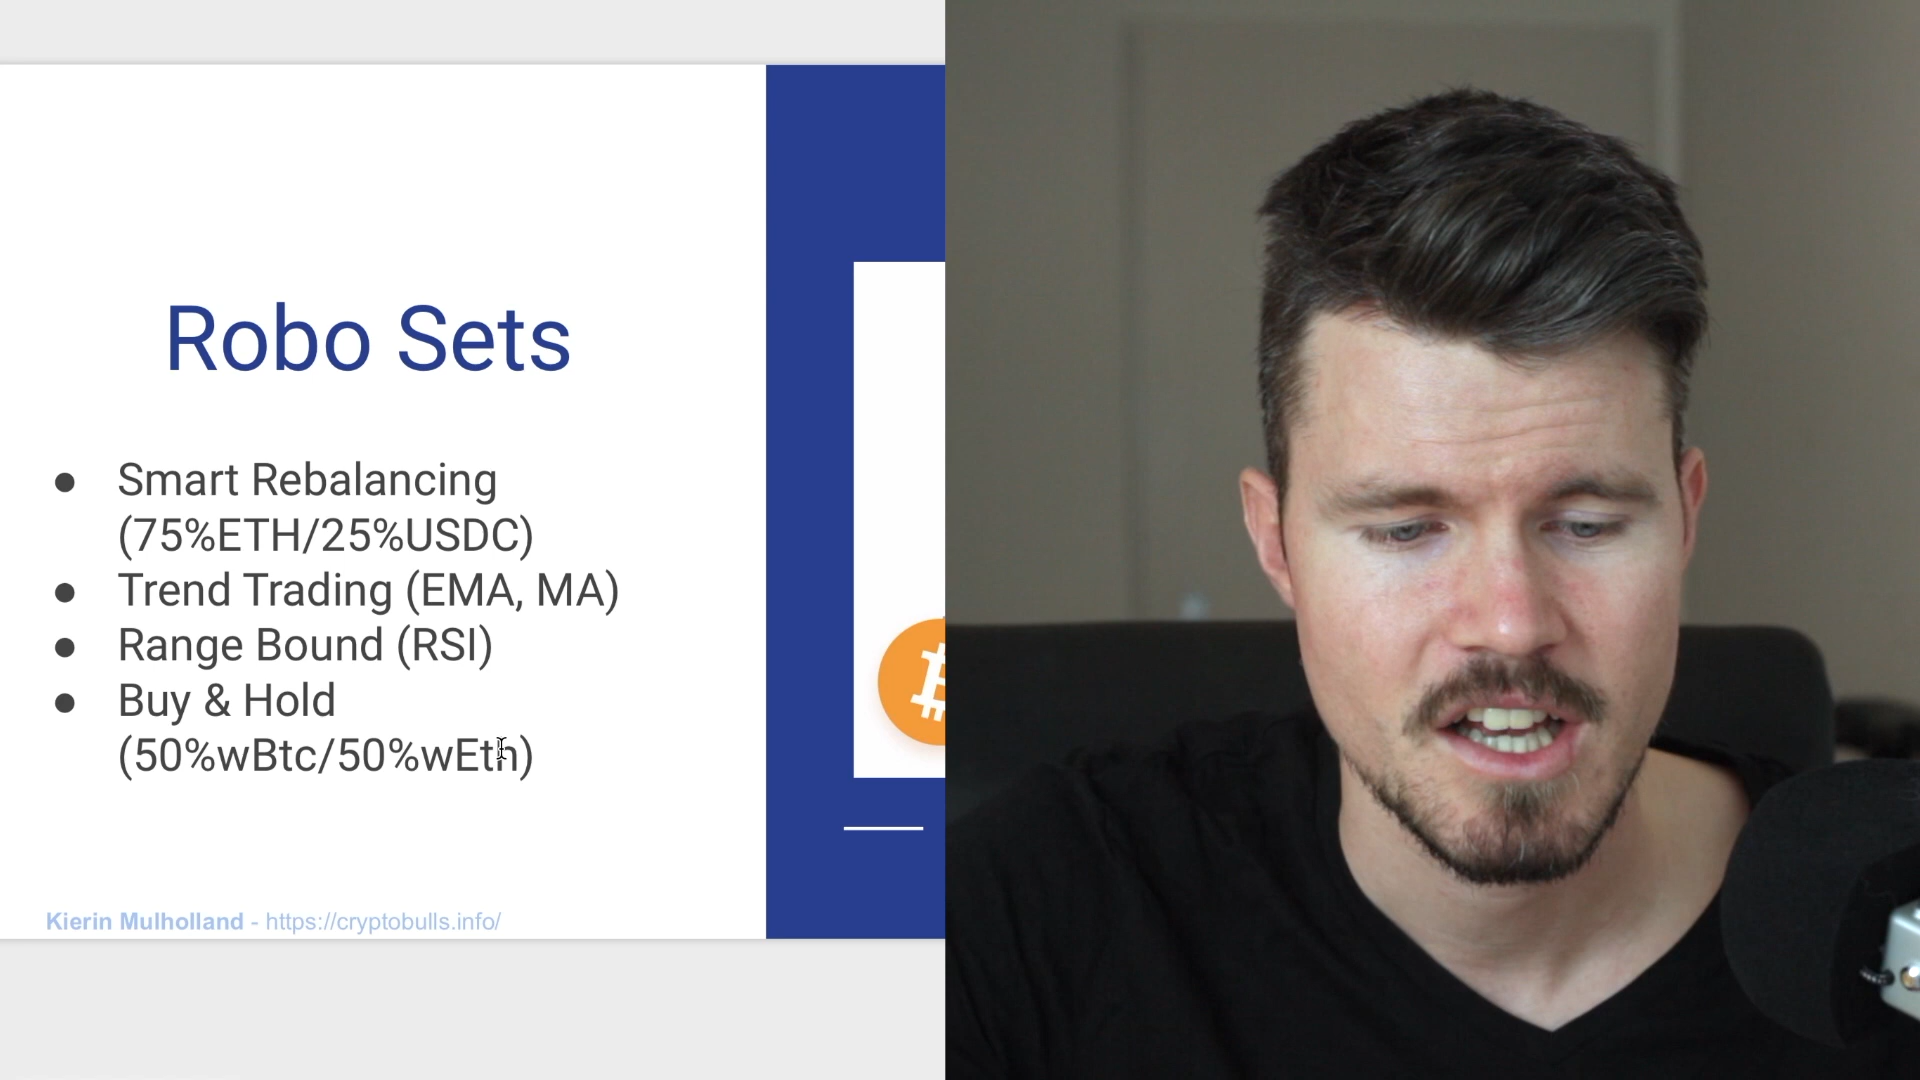 Robo Sets
● Smart Rebalancing
(75%ETH/25%USDC)
● Trend Trading (EMA, MA)
● Range Bound (RSI)
● Buy & Hold
(50%wBtc/50%wEth)
Kierin Mulholland - https://cryptobulls.info/